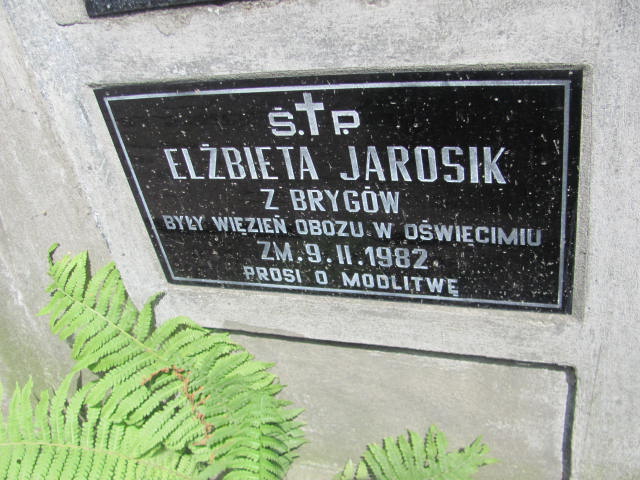 Ś.†P.
ELŻBIETA JAROSIK
Z BRYGÓW
BYŁY WIĘZIEŃ OBOZU W OŚWIĘCIMIU
ZM. 9. II. 1982
PROSI O MODLITWĘ